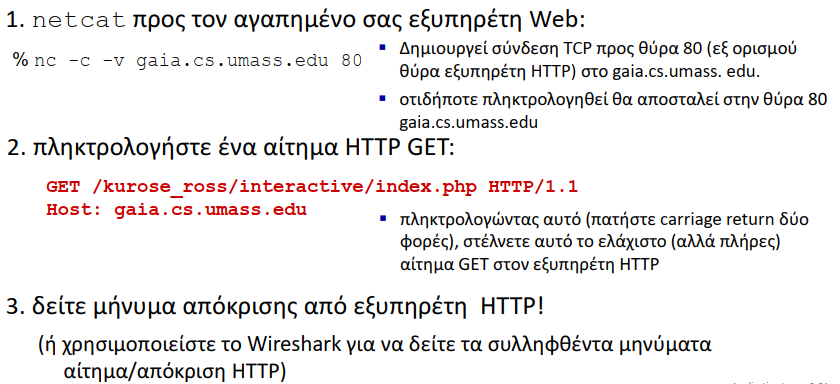 1. netcat προς τον αγαπημένο σας εξυπηρέτη Web:
% nc -c -v gaia.cs.umass.edu 80
▪ Δημιουργεί σύνδεση TCP προς θύρα 80 (εξ ορισμού
θύρα εξυπηρέτη HTTP) στο gaia.cs.umass. edu.
▪ οτιδήποτε πληκτρολογηθεί θα αποσταλεί στην θύρα 80
gaia.cs.umass.edu
2. πληκτρολογήστε ένα αίτημα HTTP GET:
GET /kurose_ross/interactive/index.php HTTP/1.1
Host: gaia.cs.umass.edu
▪ πληκτρολογώντας αυτό (πατήστε carriage return δύο
φορές), στέλνετε αυτό το ελάχιστο (αλλά πλήρες)
αίτημα GET στον εξυπηρέτη HTTP
3. δείτε μήνυμα απόκρισης από εξυπηρέτη HTTP!
(ή χρησιμοποιείστε το Wireshark για να δείτε τα συλληφθέντα μηνύματα
αίτημα/απόκριση HTTP)